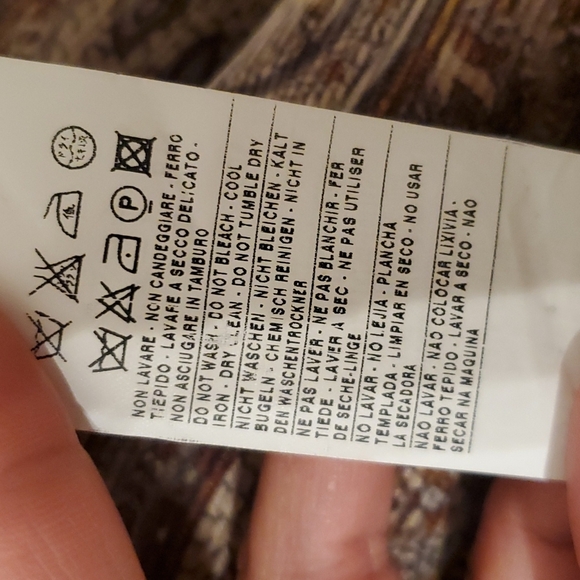 P
NON LAVARE - NON CANDEGGIARE - FERRO
TIEPIDO - LAVARE A SECCO DELICATO -
NON ASCIUGARE IN TAMBURO
DO NOT WASH - DO NOT BLEACH - COOL
IRON - DRY CLEAN - DO NOT TUMBLE DRY
NICHT WASCHEN - NICHT BLEICHEN - KALT
BUGELN - CHEMISCH REINIGEN - NICHT IN
DEN WASCHENTROCKNER
NE PAS LAVER - NE PAS BLANCHIR - FER
TIEDE - LAVER A SEC - NE PAS UTILISER
DE SECHE-LINGE
NO LAVAR - NO LEJIA - PLANCHA
TEMPLADA - LIMPIAR EN SECO - NO USAR
LA SECADORA
NAO LAVAR, NAO COLOCAR LIXIVIA -
FERRO TEPIDO - LAVAR A SECO - NAO
SECAR NA MAGUINA